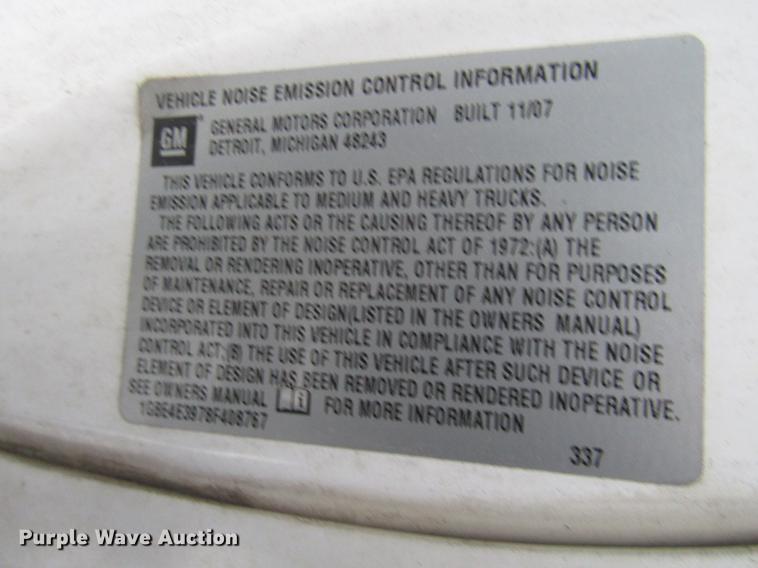 VEHICLE NOISE EMISSION CONTROL INFORMATION
GM
® GENERAL MOTORS CORPORATION BUILT 11/07
DETROIT, MICHIGAN 48243
THIS VEHICLE CONFORMS TO U.S. EPA REGULATIONS FOR NOISE
EMISSION APPLICABLE TO MEDIUM AND HEAVY TRUCKS.
THE FOLLOWING ACTS OR THE CAUSING THEREOF BY ANY PERSON
ARE PROHIBITED BY THE NOISE CONTROL ACT OF 1972:(A) THE
REMOVAL OR RENDERING INOPERATIVE, OTHER THAN FOR PURPOSES
OF MAINTENANCE, REPAIR OR REPLACEMENT OF ANY NOISE CONTROL
DEVICE OR ELEMENT OF DESIGN(LISTED IN THE OWNERS MANUAL)
INCORPORATED INTO THIS VEHICLE IN COMPLIANCE WITH THE NOISE
CONTROL ACT;(B) THE USE OF THIS VEHICLE AFTER SUCH DEVICE OR
ELEMENT OF DESIGN HAS BEEN REMOVED OR RENDERED INOPERATIVE.
SEE OWNERS MANUAL FOR MORE INFORMATION
337
Purple Wave Auction